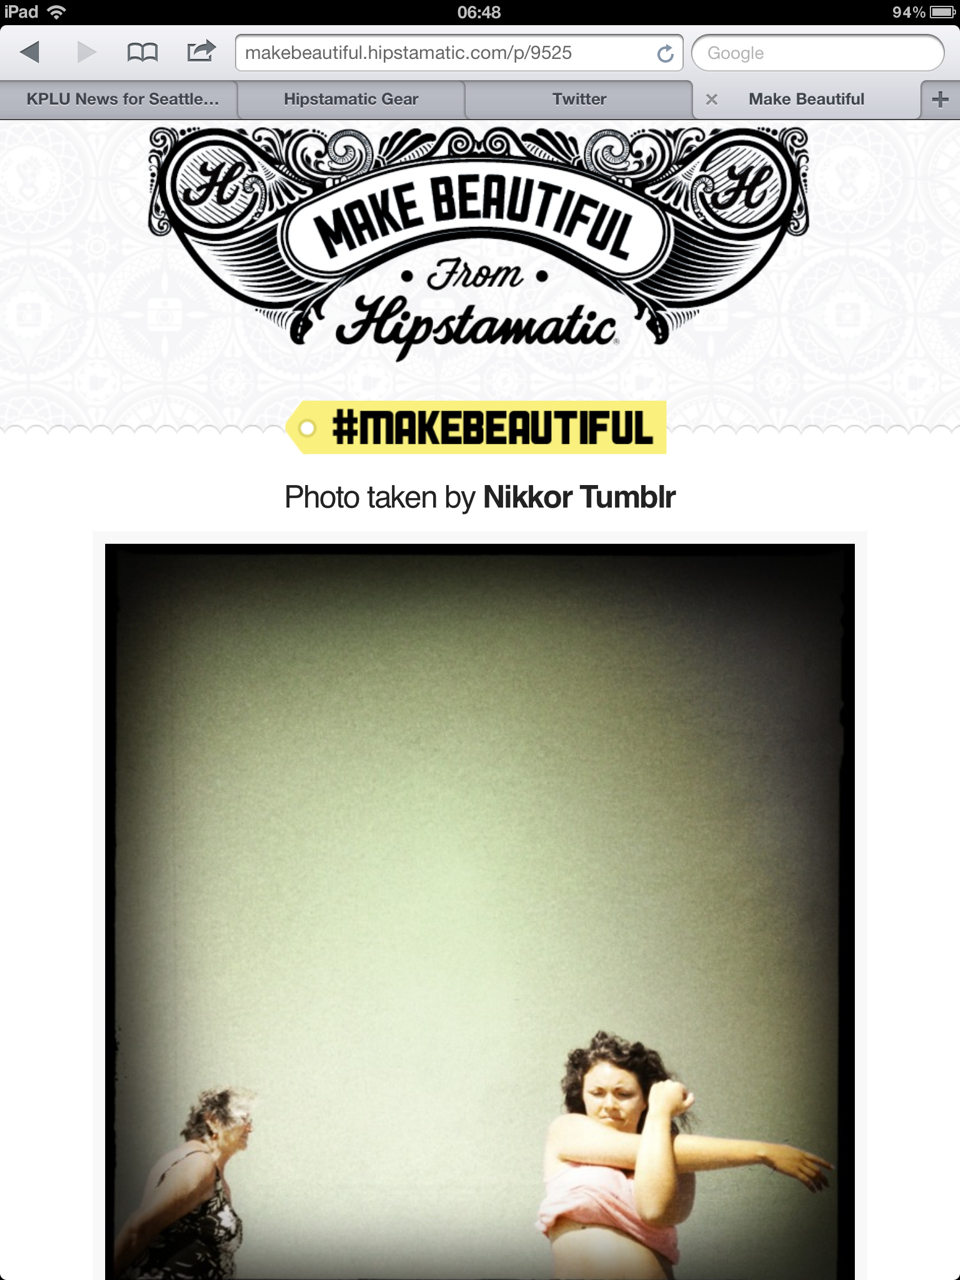 iPad 06:48 94%
makebeautiful.hipstamatic.com/p/9525 Google
KPLU News for Seattle... Hipstamatic Gear Twitter Make Beautiful
H H
MAKE BEAUTIFUL
From
Hipstamatic®
#MAKEBEAUTIFUL
Photo taken by Nikkor Tumblr